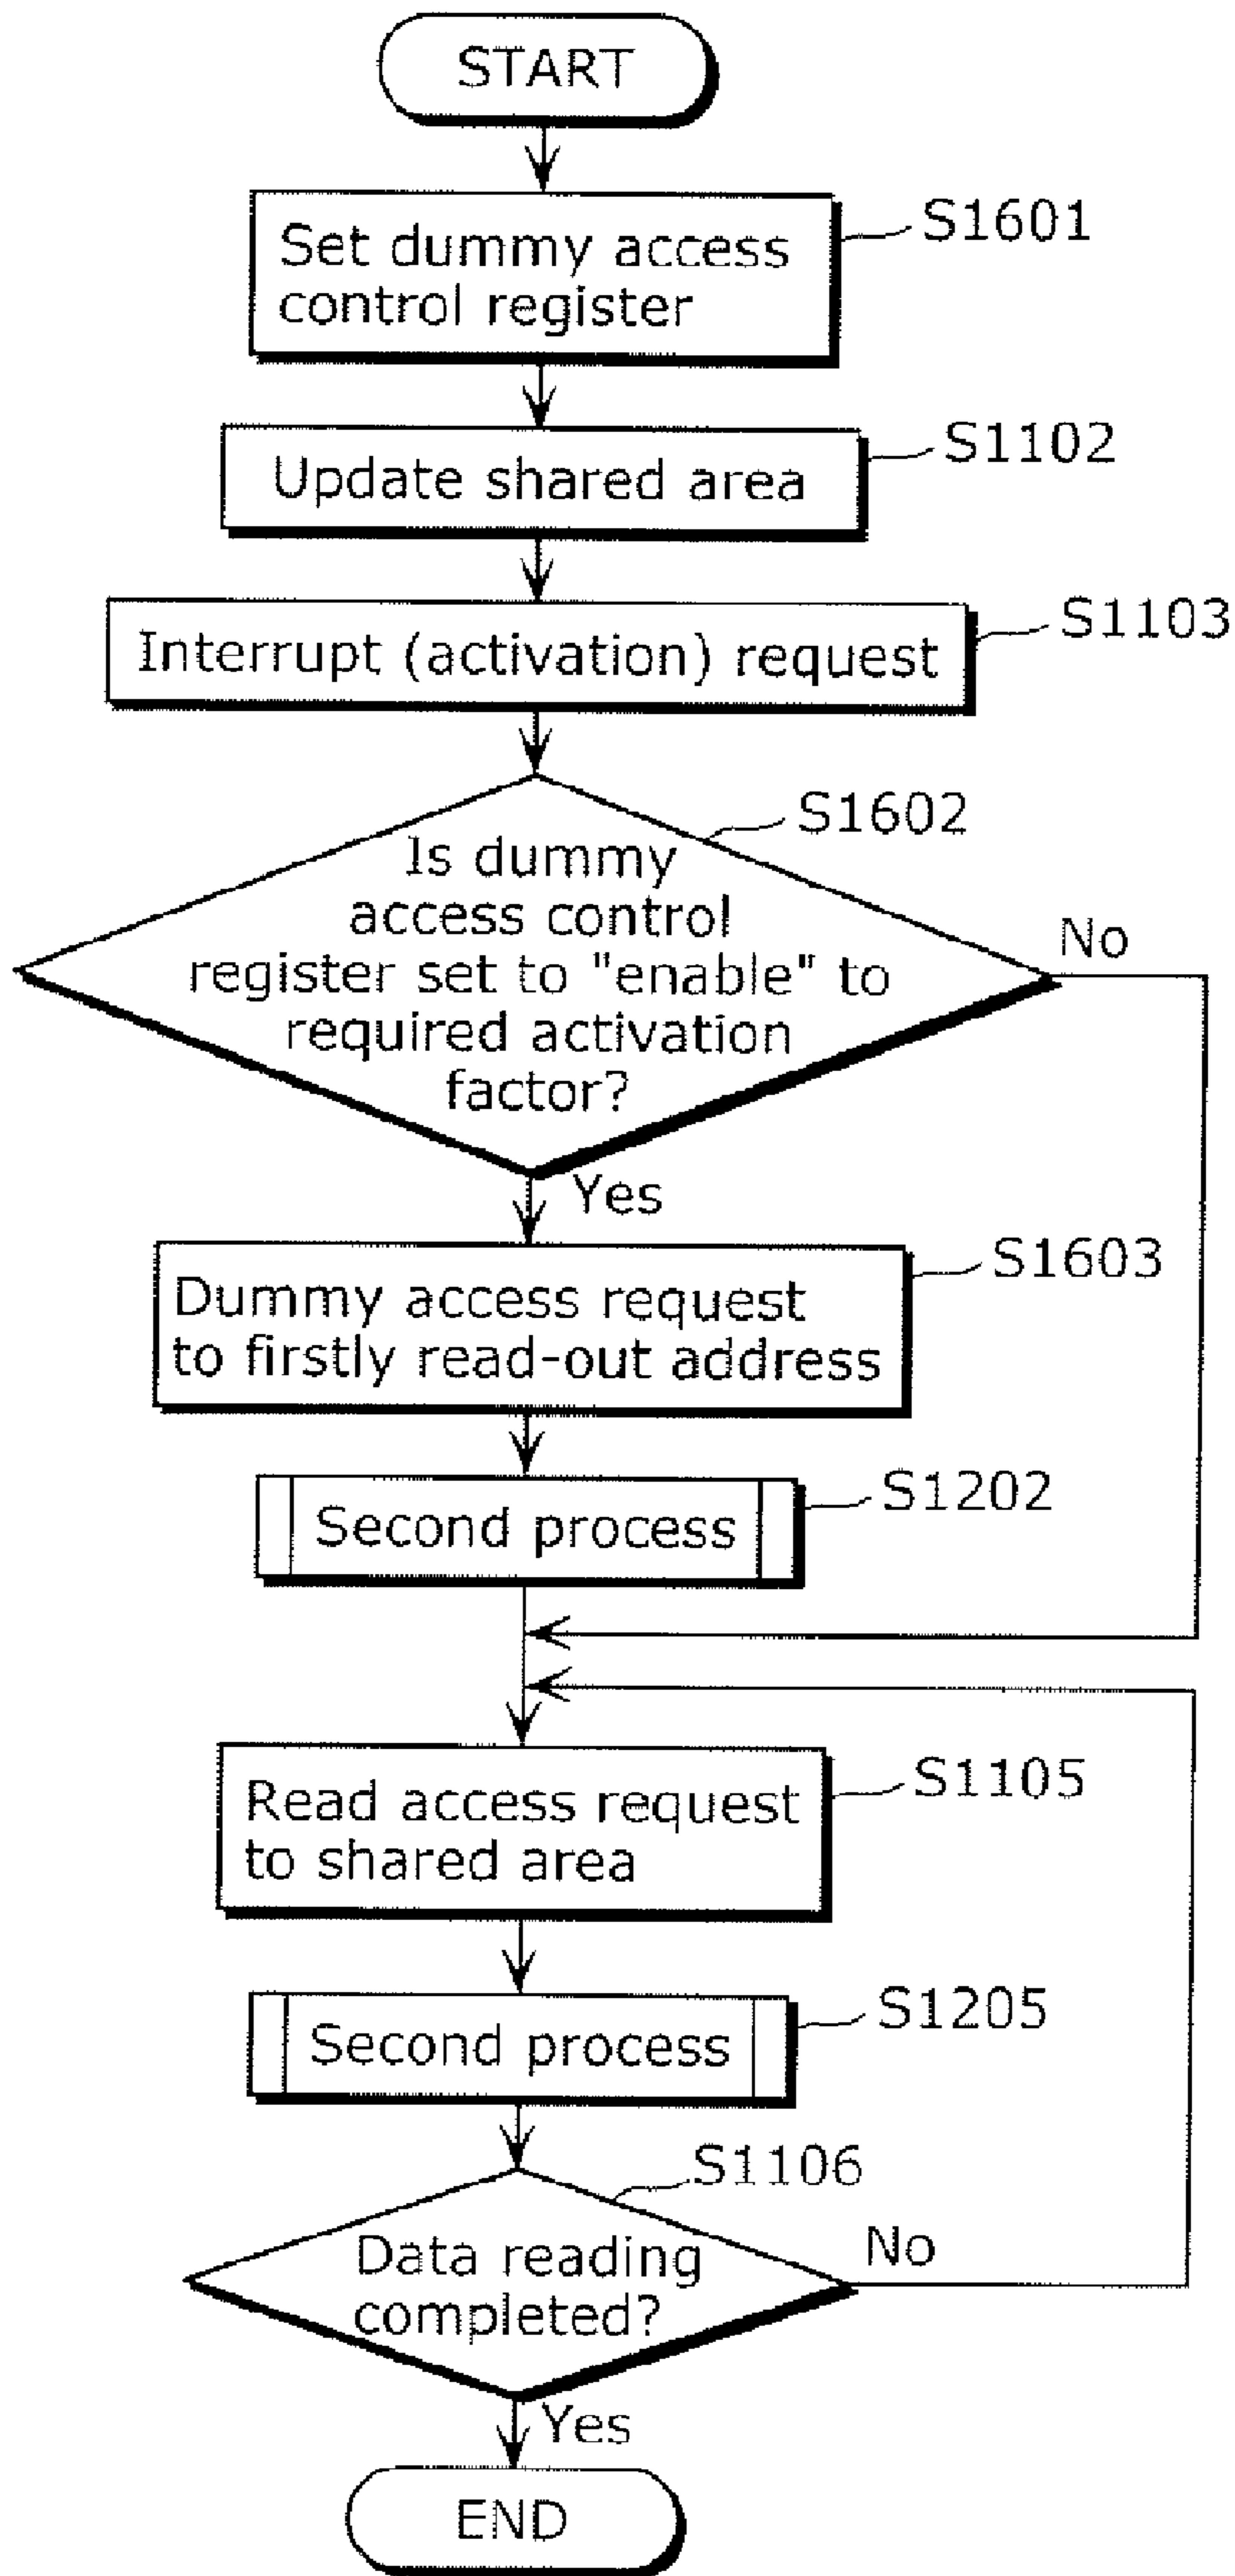 START
S1601
Set dummy access
control register
S1102
Update shared area
S1103
Interrupt (activation) request
S1602
Is dummy
access control
register set to "enable" to
required activation
factor?
No
Yes
S1603
Dummy access request
to firstly read-out address
S1202
Second process
S1105
Read access request
to shared area
S1205
Second process
S1106
Data reading
completed?
No
Yes
END